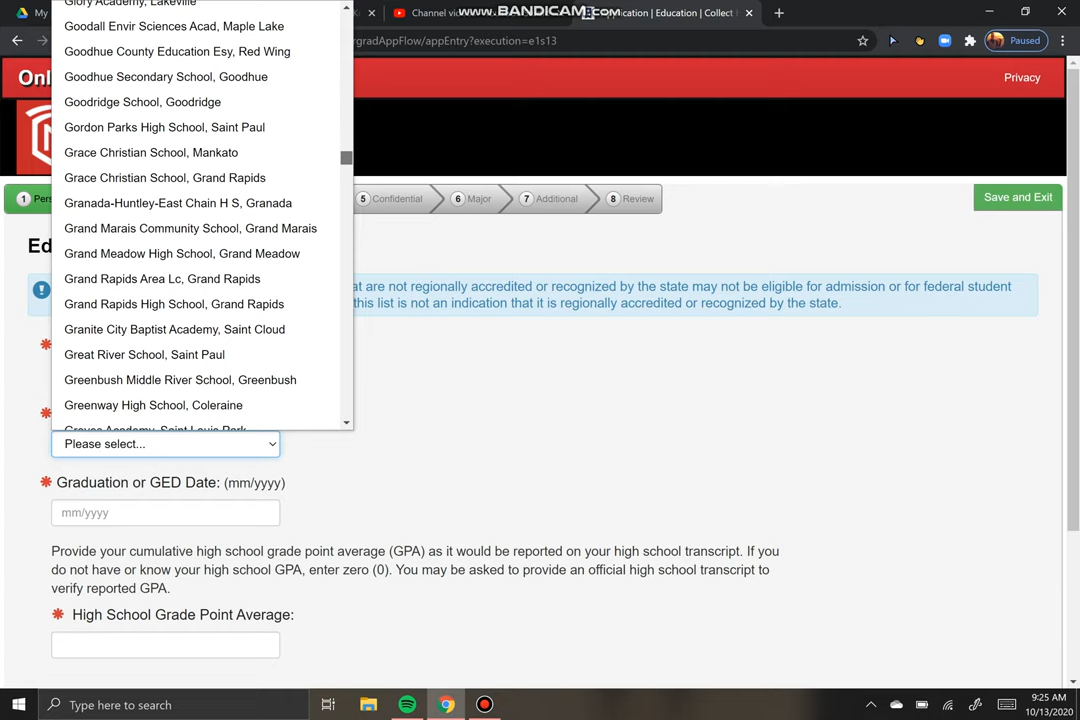 My
Channel vide
www.BANDICAM.com
pplication | Education | Collect
rgradAppFlow/appEntry?execution=e1s13
Paused
Onl
Privacy
1 Pers
5 Confidential
6 Major
7 Additional
8 Review
Save and Exit
Ed
at are not regionally accredited or recognized by the state may not be eligible for admission or for federal student
this list is not an indication that it is regionally accredited or recognized by the state.
Glory Academy, Lakeville
Goodall Envir Sciences Acad, Maple Lake
Goodhue County Education Esy, Red Wing
Goodhue Secondary School, Goodhue
Goodridge School, Goodridge
Gordon Parks High School, Saint Paul
Grace Christian School, Mankato
Grace Christian School, Grand Rapids
Granada-Huntley-East Chain H S, Granada
Grand Marais Community School, Grand Marais
Grand Meadow High School, Grand Meadow
Grand Rapids Area Lc, Grand Rapids
Grand Rapids High School, Grand Rapids
Granite City Baptist Academy, Saint Cloud
Great River School, Saint Paul
Greenbush Middle River School, Greenbush
Greenway High School, Coleraine
Groves Academy, Saint Louis Park
Please select...
Graduation or GED Date: (mm/yyyy)
mm/yyyy
Provide your cumulative high school grade point average (GPA) as it would be reported on your high school transcript. If you
do not have or know your high school GPA, enter zero (0). You may be asked to provide an official high school transcript to
verify reported GPA.
High School Grade Point Average:
Type here to search
9:25 AM
10/13/2020